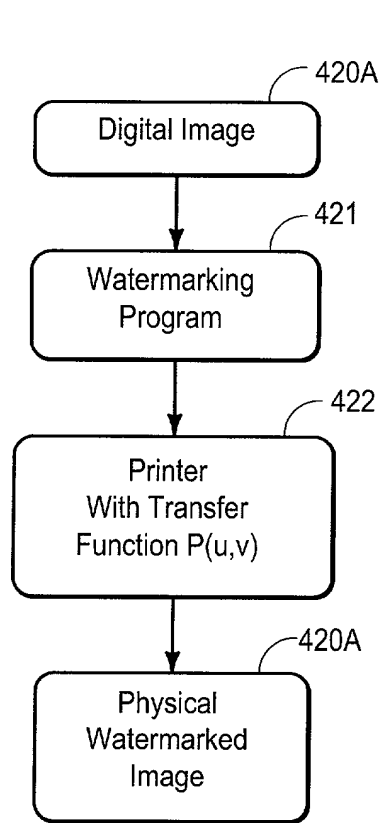 420A
Digital Image
421
Watermarking
Program
422
Printer
With Transfer
Function P(u,v)
420A
Physical
Watermarked
Image